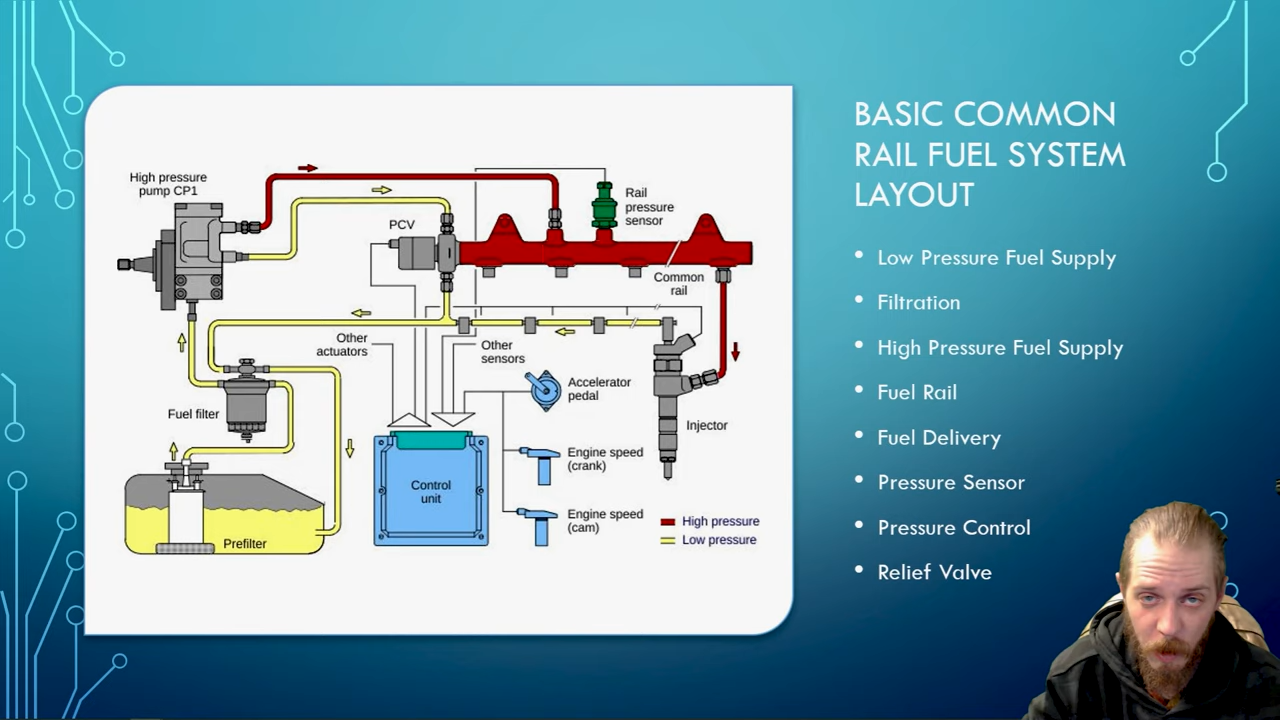 BASIC COMMON
RAIL FUEL SYSTEM
LAYOUT
• Low Pressure Fuel Supply
• Filtration
• High Pressure Fuel Supply
• Fuel Rail
• Fuel Delivery
• Pressure Sensor
• Pressure Control
• Relief Valve
High pressure
pump CP1
PCV
Rail
pressure
sensor
Common
rail
Other
actuators
Other
sensors
Accelerator
pedal
Fuel filter
Injector
Engine speed
(crank)
Control
unit
Engine speed
(cam)
High pressure
Low pressure
Prefilter